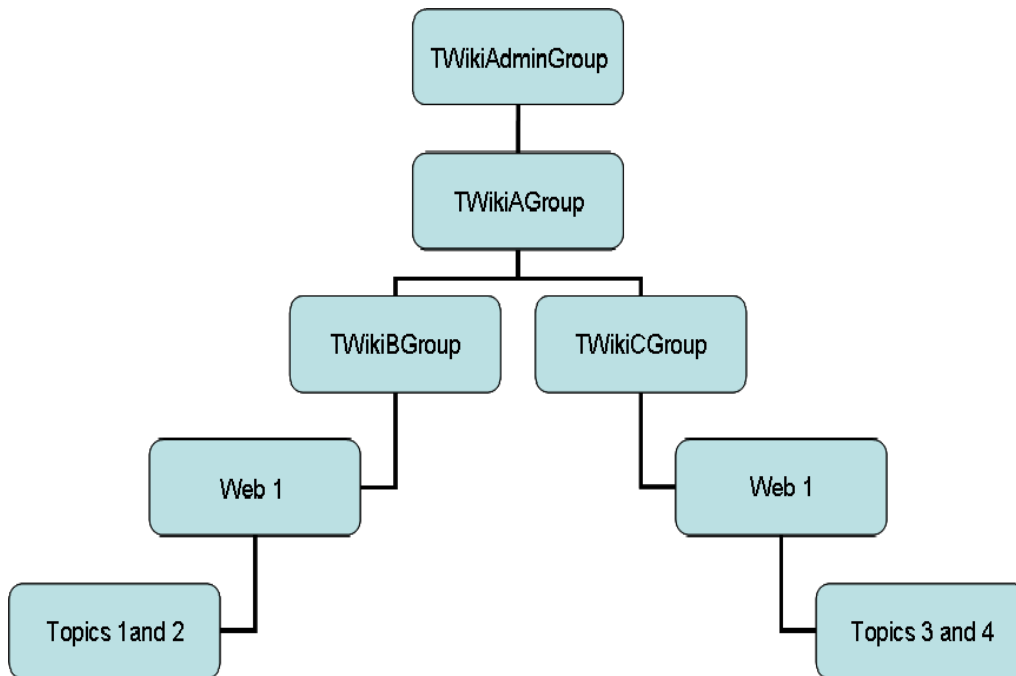 TWikiAdminGroup
TWikiAGroup
TWikiBGroup
TWikiCGroup
Web 1
Web 1
Topics 1and 2
Topics 3 and 4